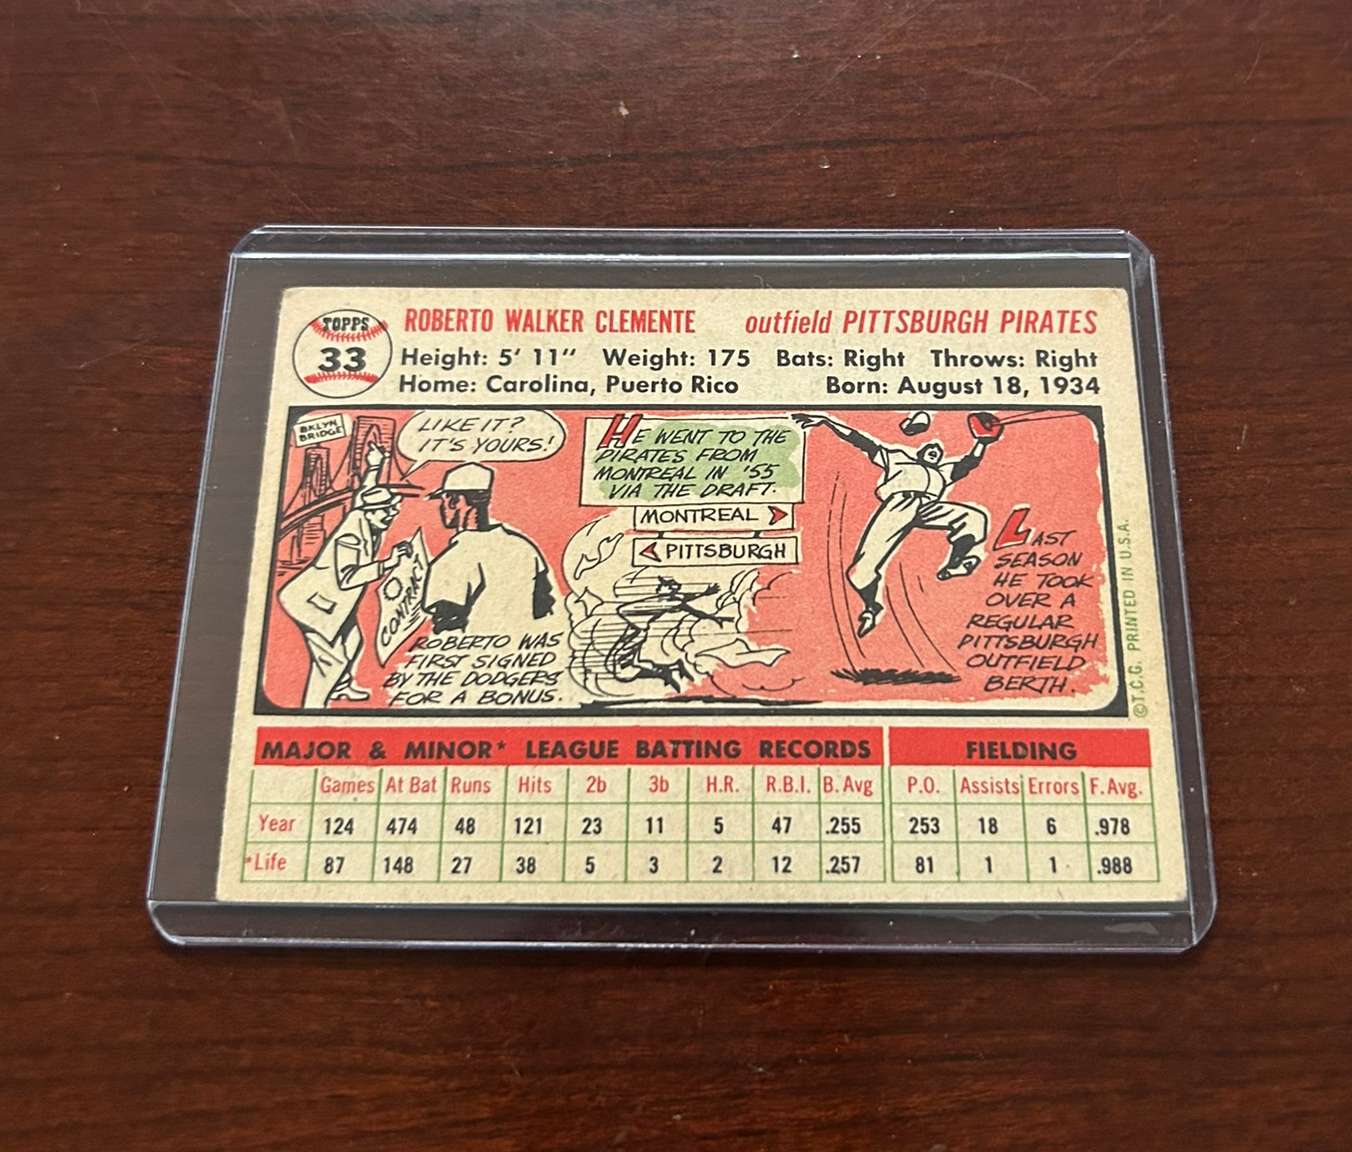 TOPPS
33
ROBERTO WALKER CLEMENTE outfield PITTSBURGH PIRATES
Height: 5' 11" Weight: 175 Bats: Right Throws: Right
Home: Carolina, Puerto Rico Born: August 18, 1934
BKLYN
BRIDGE
LIKE IT?
IT'S YOURS!
CONTRACT
ROBERTO WAS
FIRST SIGNED
BY THE DODGERS
FOR A BONUS.
HE WENT TO THE
PIRATES FROM
MONTREAL IN '55
VIA THE DRAFT.
MONTREAL
PITTSBURGH
LAST
SEASON
HE TOOK
OVER A
REGULAR
PITTSBURGH
OUTFIELD
BERTH.
©T.C.G. PRINTED IN U.S.A.
MAJOR & MINOR* LEAGUE BATTING RECORDS FIELDING
Games At Bat Runs Hits 2b 3b H.R. R.B.I. B. Avg P.O. Assists Errors F. Avg.
Year 124 474 48 121 23 11 5 47 .255 253 18 6 .978
*Life 87 148 27 38 5 3 2 12 .257 81 1 1 .988